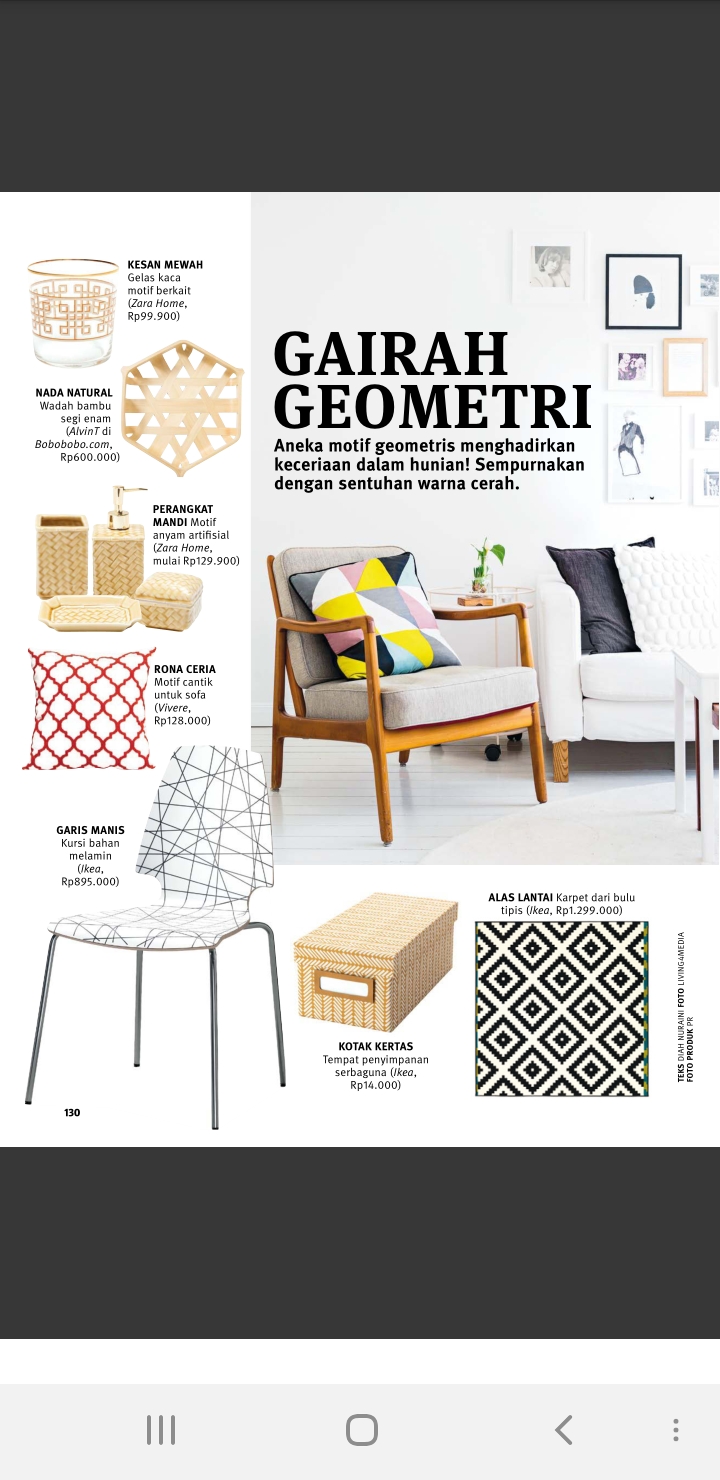 KESAN MEWAH
Gelas kaca
motif berkait
(Zara Home,
Rp99.900)
NADA NATURAL
Wadah bambu
segi enam
(AlvinT di
Bobobobo.com,
Rp600.000)
PERANGKAT
MANDI Motif
anyam artifisial
(Zara Home,
mulai Rp129.900)
RONA CERIA
Motif cantik
untuk sofa
(Vivere,
Rp128.000)
GARIS MANIS
Kursi bahan
melamin
(Ikea,
Rp895.000)
130
GAIRAH
GEOMETRI
Aneka motif geometris menghadirkan
keceriaan dalam hunian! Sempurnakan
dengan sentuhan warna cerah.
KOTAK KERTAS
Tempat penyimpanan
serbaguna (Ikea,
Rp14.000)
ALAS LANTAI Karpet dari bulu
tipis (Ikea, Rp1.299.000)
TEKS DIAH NURAINI FOTO LIVING4MEDIA
FOTO PRODUK PR